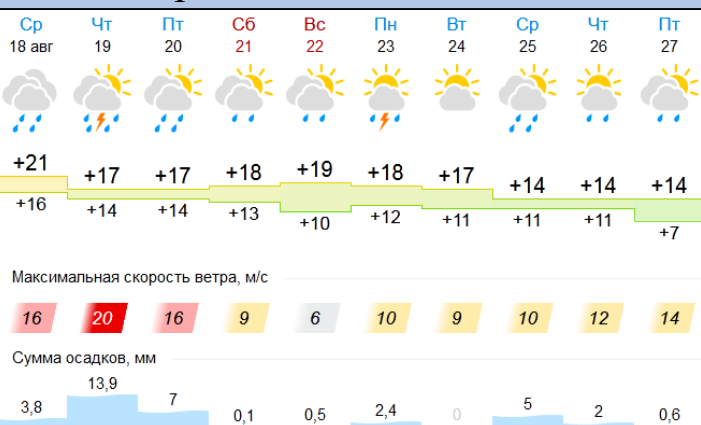 Ср Чт Пт Сб Вс Пн Вт Ср Чт Пт
18 авг 19 20 21 22 23 24 25 26 27
+21 +17 +17 +18 +19 +18 +17 +14 +14 +14
+16 +14 +14 +13 +10 +12 +11 +11 +11 +7
Максимальная скорость ветра, м/с
16 20 16 9 6 10 9 10 12 14
Сумма осадков, мм
3,8 13,9 7 0,1 0,5 2,4 0 5 2 0,6